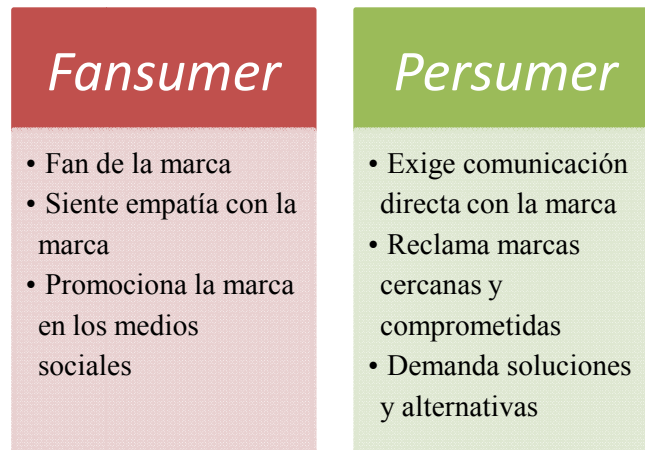 Fansumer
• Fan de la marca
• Siente empatía con la
marca
• Promociona la marca
en los medios
sociales
Persumer
• Exige comunicación
directa con la marca
• Reclama marcas
cercanas y
comprometidas
• Demanda soluciones
y alternativas